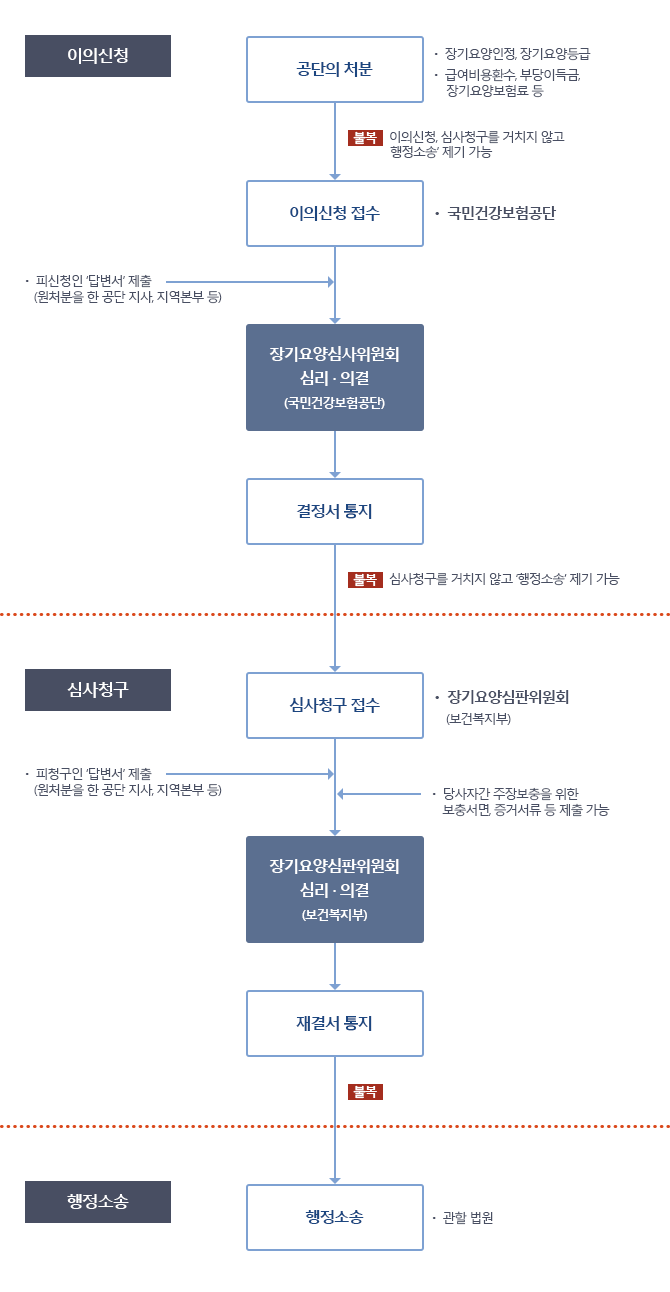 이의신청
공단의 처분
· 장기요양인정, 장기요양등급
· 급여비용환수, 부당이득금,
장기요양보험료 등
불복 이의신청, 심사청구를 거치지 않고
'행정소송' 제기 가능
이의신청 접수
· 국민건강보험공단
· 피신청인 '답변서' 제출
(원처분을 한 공단 지사, 지역본부 등)
장기요양심사위원회
심리 · 의결
(국민건강보험공단)
결정서 통지
불복 심사청구를 거치지 않고 '행정소송' 제기 가능
심사청구
심사청구 접수
· 장기요양심판위원회
(보건복지부)
· 피청구인 '답변서' 제출
(원처분을 한 공단 지사, 지역본부 등)
· 당사자간 주장보충을 위한
보충서면, 증거서류 등 제출 가능
장기요양심판위원회
심리 · 의결
(보건복지부)
재결서 통지
불복
행정소송
행정소송
· 관할 법원